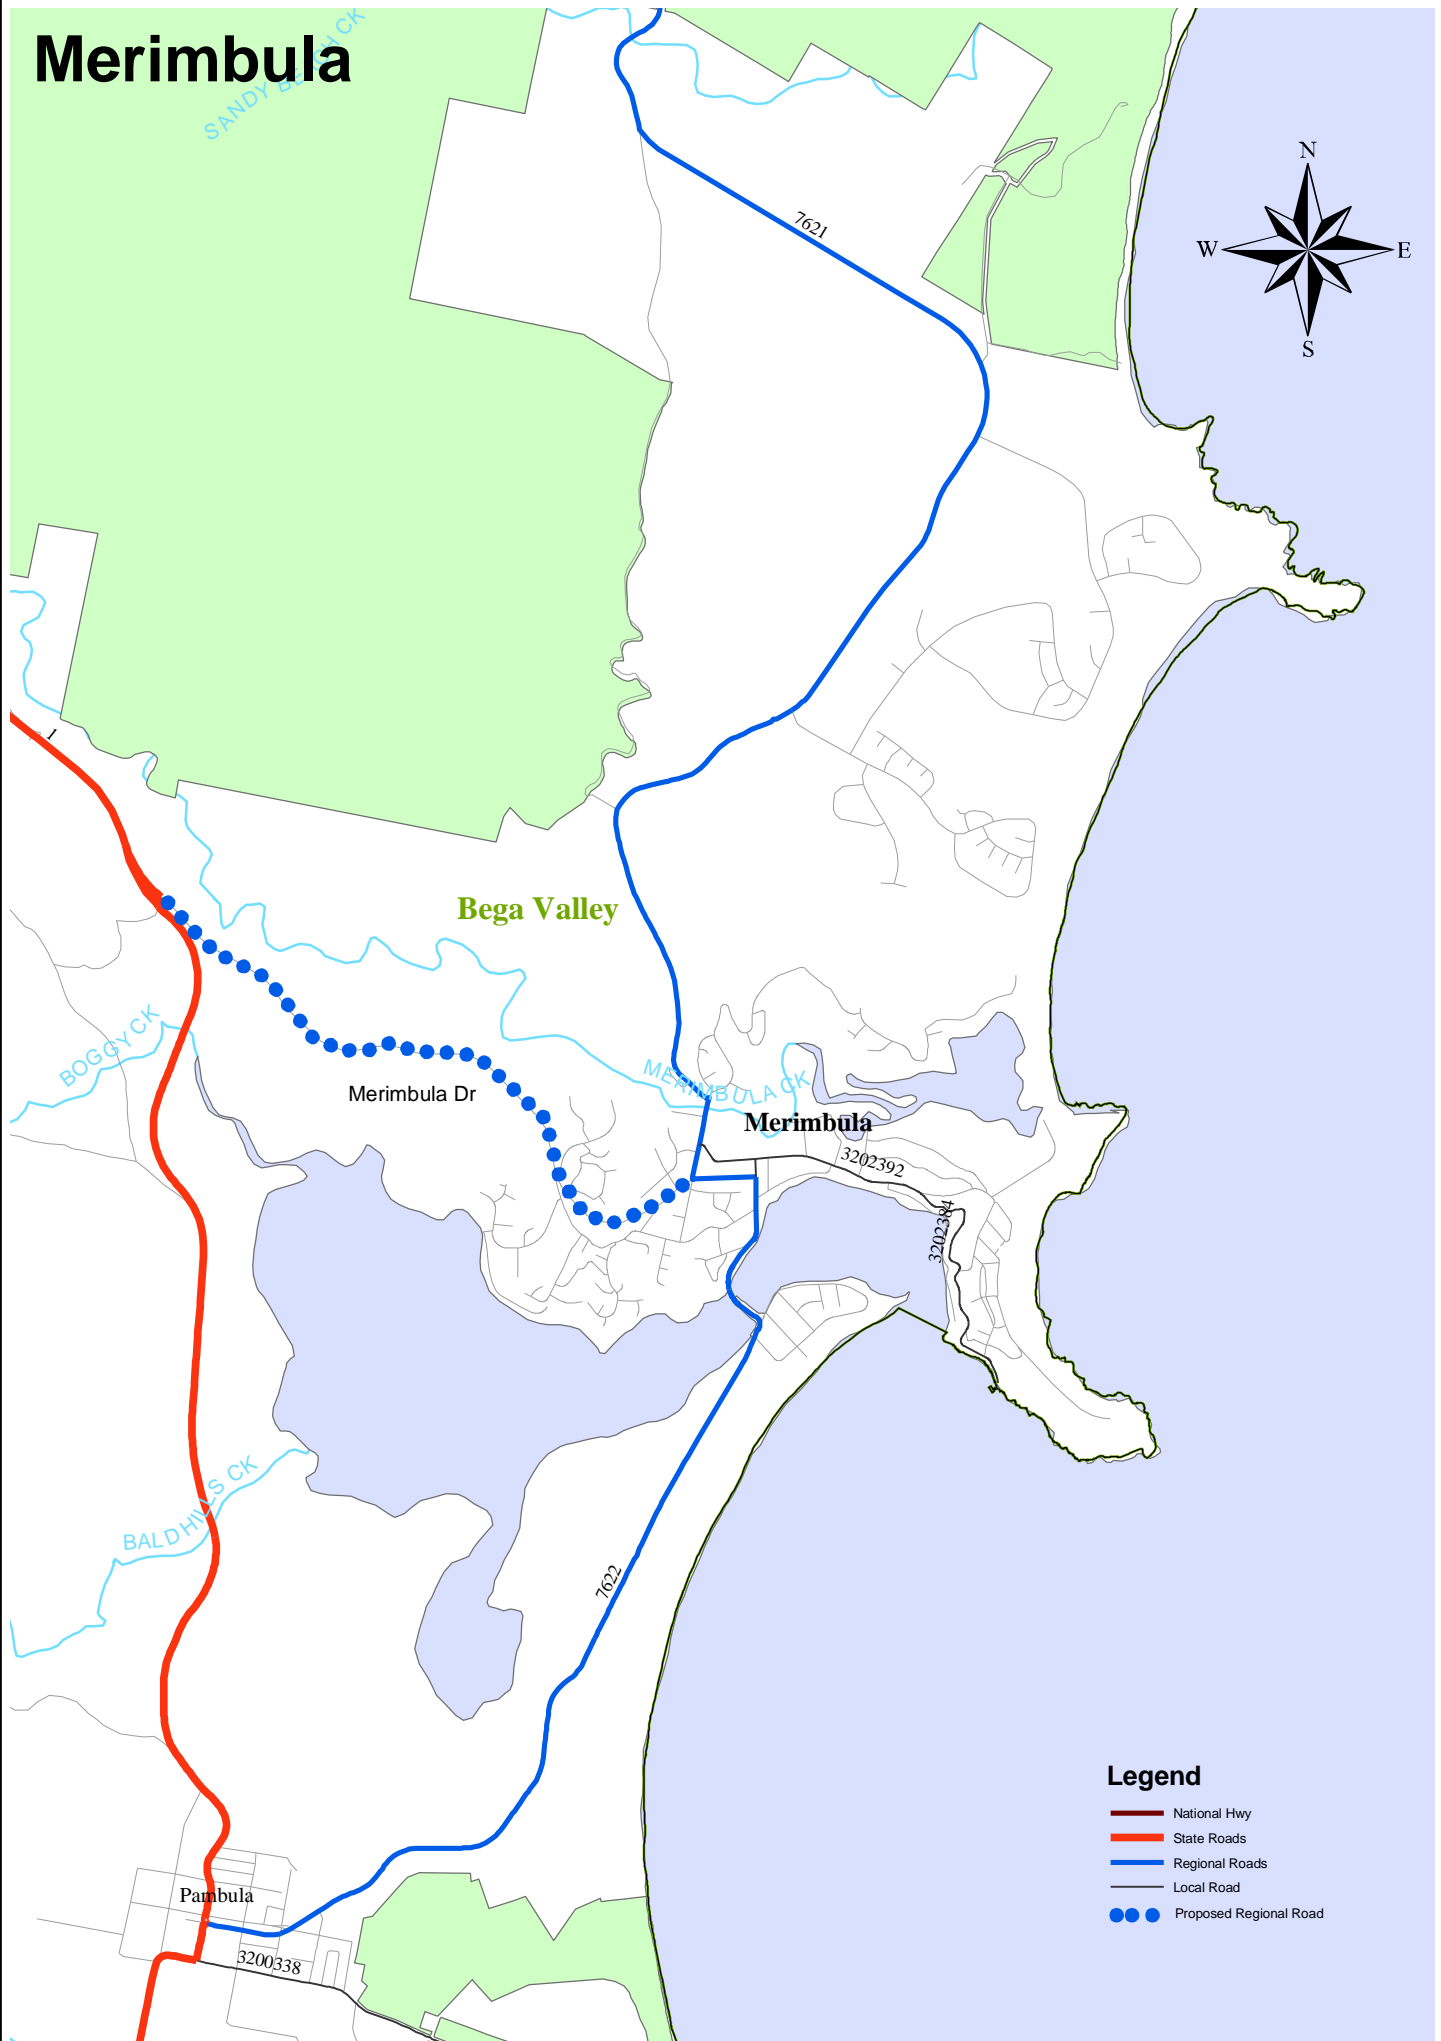 Merimbula
SANDY BEACH CK
N
W
E
S
7621
1
Bega Valley
BOGGY CK
MERIMBULA CK
Merimbula Dr
Merimbula
3202392
3202384
BALD HILLS CK
7622
Legend
National Hwy
State Roads
Regional Roads
Local Road
Proposed Regional Road
Pambula
3200338